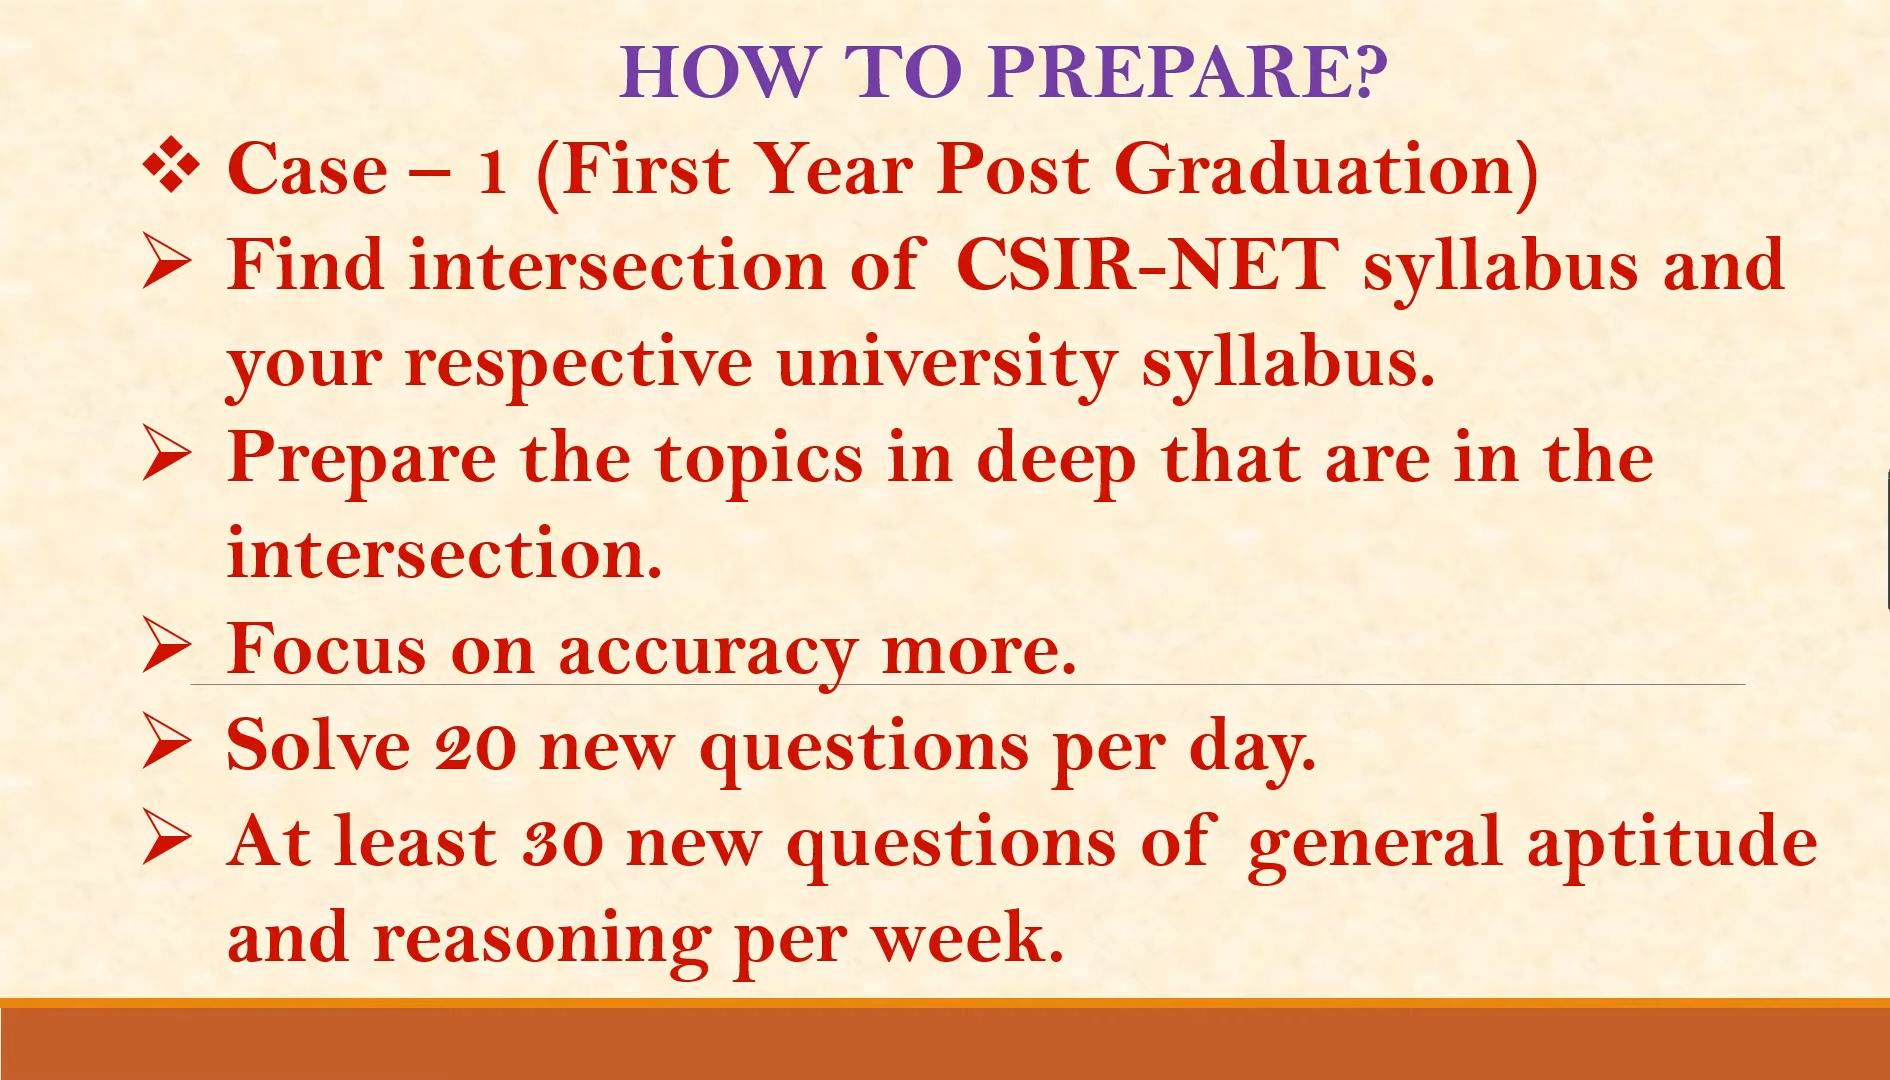 HOW TO PREPARE?
❖ Case – 1 (First Year Post Graduation)
➢ Find intersection of CSIR-NET syllabus and
your respective university syllabus.
➢ Prepare the topics in deep that are in the
intersection.
➢ Focus on accuracy more.
➢ Solve 20 new questions per day.
➢ At least 30 new questions of general aptitude
and reasoning per week.